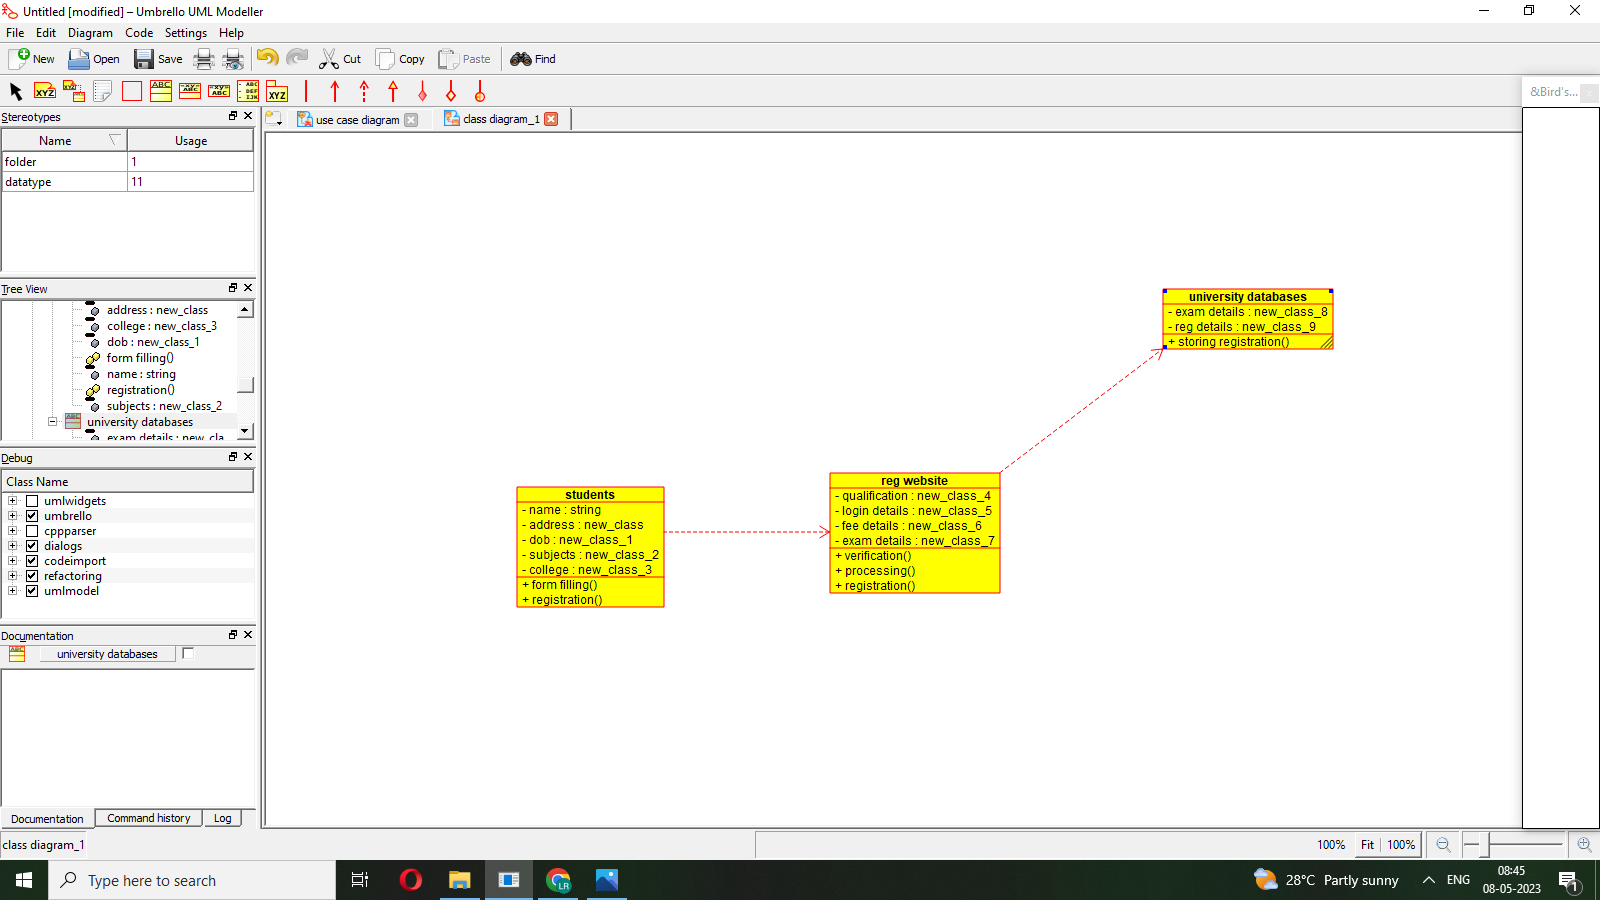 Untitled [modified] – Umbrello UML Modeller
File Edit Diagram Code Settings Help
New Open Save Cut Copy Paste Find
Stereotypes
Name Usage
folder 1
datatype 11
Tree View
address : new_class
college : new_class_3
dob : new_class_1
form filling()
name : string
registration()
subjects : new_class_2
university databases
exam details : new_cla
Debug
Class Name
umlwidgets
umbrello
cppparser
dialogs
codeimport
refactoring
umlmodel
Documentation
university databases
Documentation Command history Log
use case diagram class diagram_1
&Bird's...
university databases
- exam details : new_class_8
- reg details : new_class_9
+ storing registration()
students
- name : string
- address : new_class
- dob : new_class_1
- subjects : new_class_2
- college : new_class_3
+ form filling()
+ registration()
reg website
- qualification : new_class_4
- login details : new_class_5
- fee details : new_class_6
- exam details : new_class_7
+ verification()
+ processing()
+ registration()
class diagram_1
100% Fit 100%
Type here to search
28°C Partly sunny
ENG
08:45
08-05-2023
1